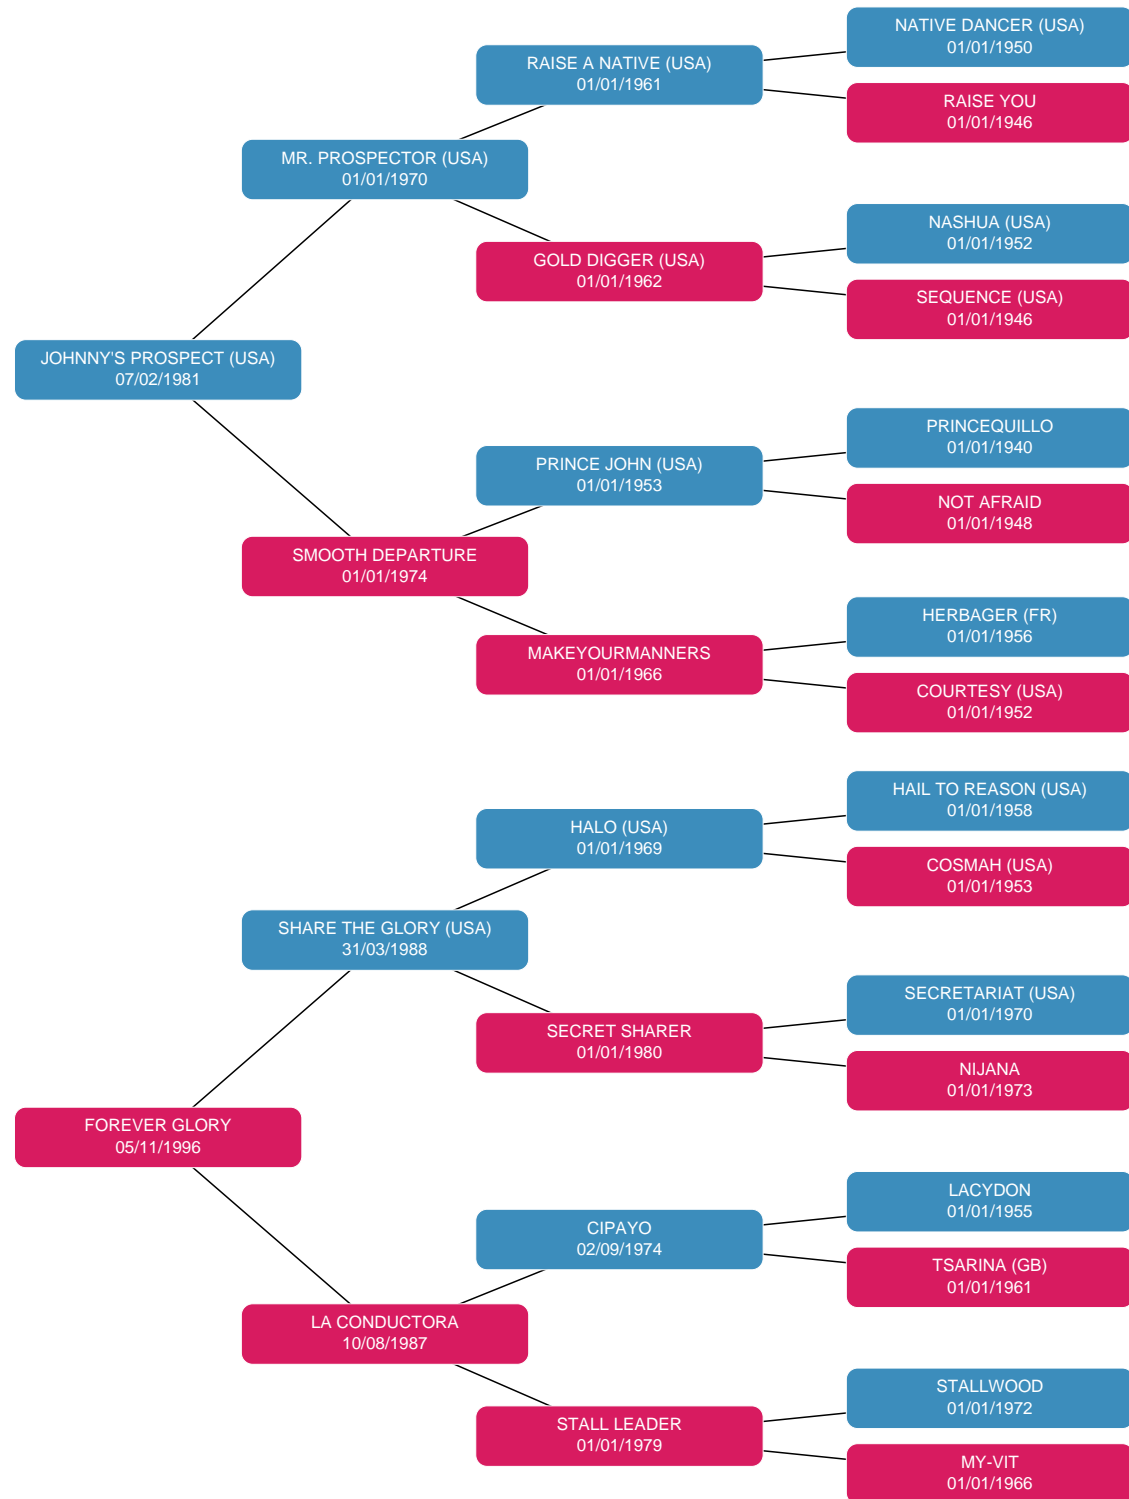 NATIVE DANCER (USA)
01/01/1950
RAISE A NATIVE (USA)
01/01/1961
RAISE YOU
01/01/1946
MR. PROSPECTOR (USA)
01/01/1970
NASHUA (USA)
01/01/1952
GOLD DIGGER (USA)
01/01/1962
SEQUENCE (USA)
01/01/1946
JOHNNY'S PROSPECT (USA)
07/02/1981
PRINCEQUILLO
01/01/1940
PRINCE JOHN (USA)
01/01/1953
NOT AFRAID
01/01/1948
SMOOTH DEPARTURE
01/01/1974
HERBAGER (FR)
01/01/1956
MAKEYOURMANNERS
01/01/1966
COURTESY (USA)
01/01/1952
HAIL TO REASON (USA)
01/01/1958
HALO (USA)
01/01/1969
COSMAH (USA)
01/01/1953
SHARE THE GLORY (USA)
31/03/1988
SECRETARIAT (USA)
01/01/1970
SECRET SHARER
01/01/1980
NIJANA
01/01/1973
FOREVER GLORY
05/11/1996
LACYDON
01/01/1955
CIPAYO
02/09/1974
TSARINA (GB)
01/01/1961
LA CONDUCTORA
10/08/1987
STALLWOOD
01/01/1972
STALL LEADER
01/01/1979
MY-VIT
01/01/1966